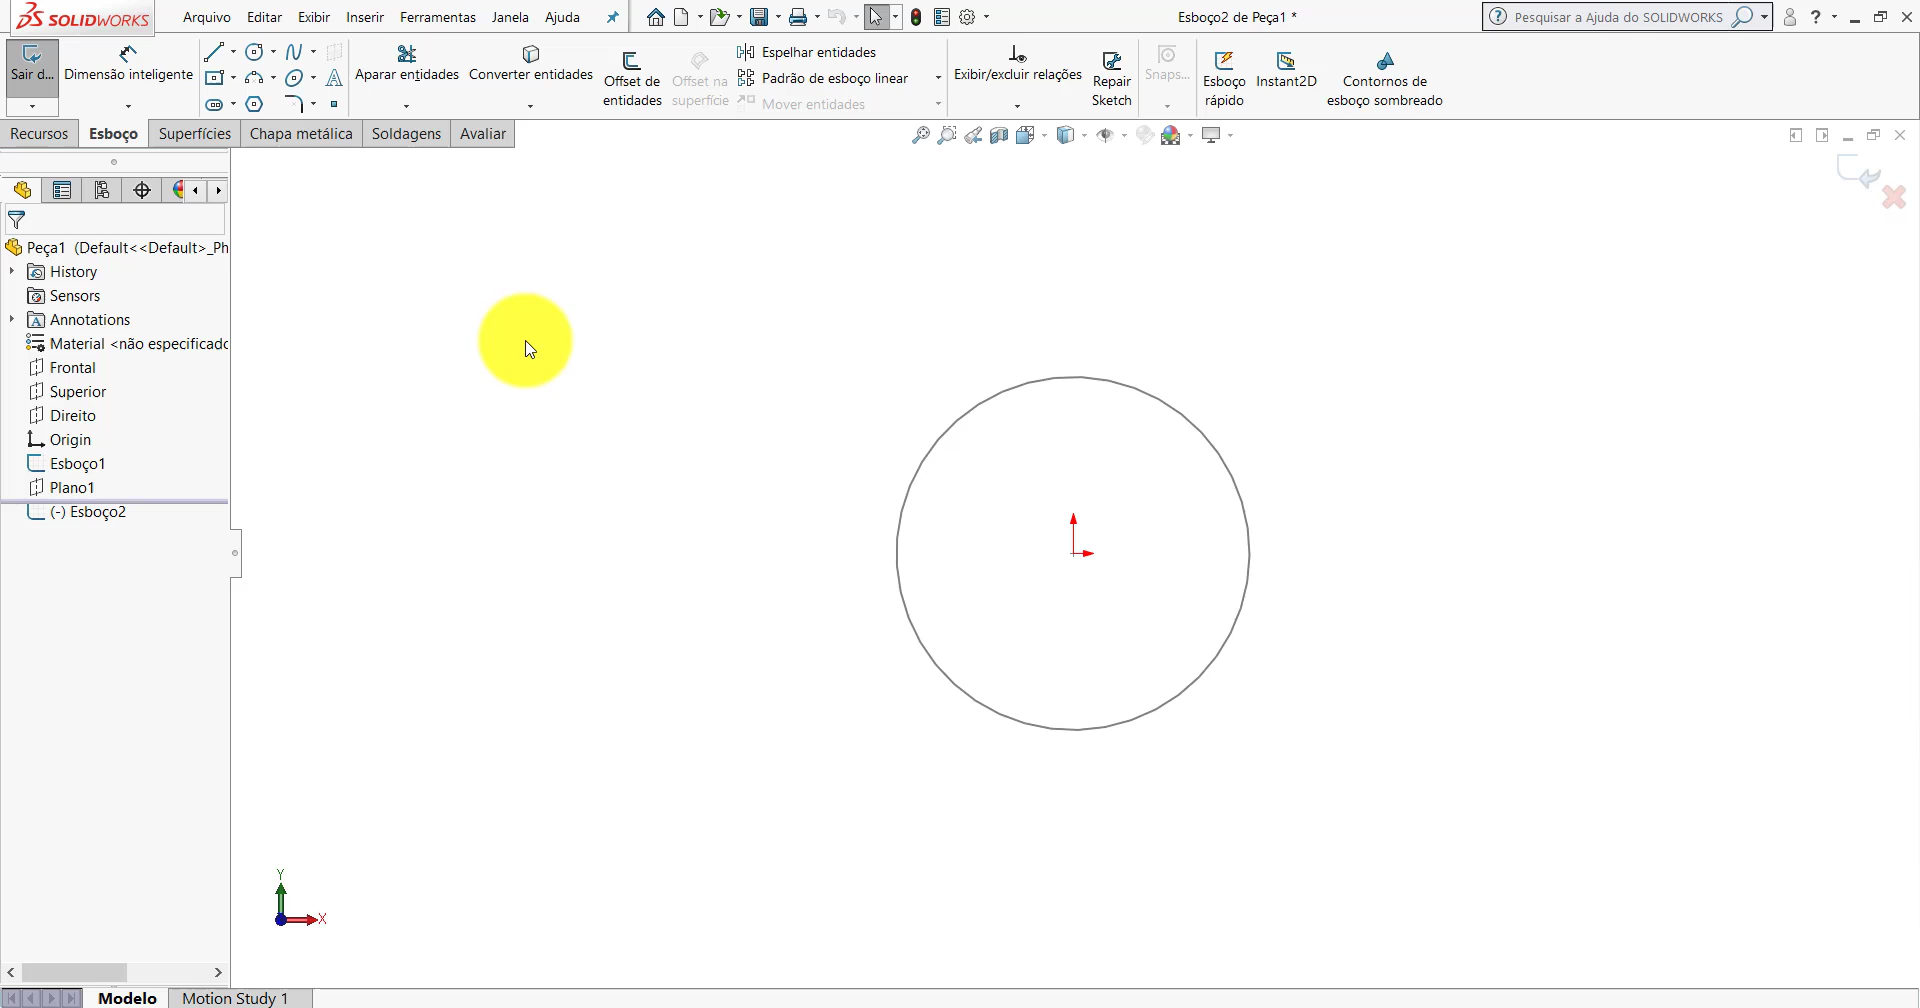 SOLIDWORKS Arquivo Editar Exibir Inserir Ferramentas Janela Ajuda Esboço2 de Peça1 * Pesquisar a Ajuda do SOLIDWORKS ?
Sair d... Dimensão inteligente Aparar entidades Converter entidades Offset de entidades Offset na superfície
Espelhar entidades
Padrão de esboço linear
Mover entidades
Exibir/excluir relações Repair Sketch Snaps... Esboço rápido Instant2D Contornos de esboço sombreado
Recursos Esboço Superfícies Chapa metálica Soldagens Avaliar
Peça1 (Default<<Default>_Ph
History
Sensors
Annotations
Material <não especificado
Frontal
Superior
Direito
Origin
Esboço1
Plano1
(-) Esboço2
Y
X
Modelo Motion Study 1